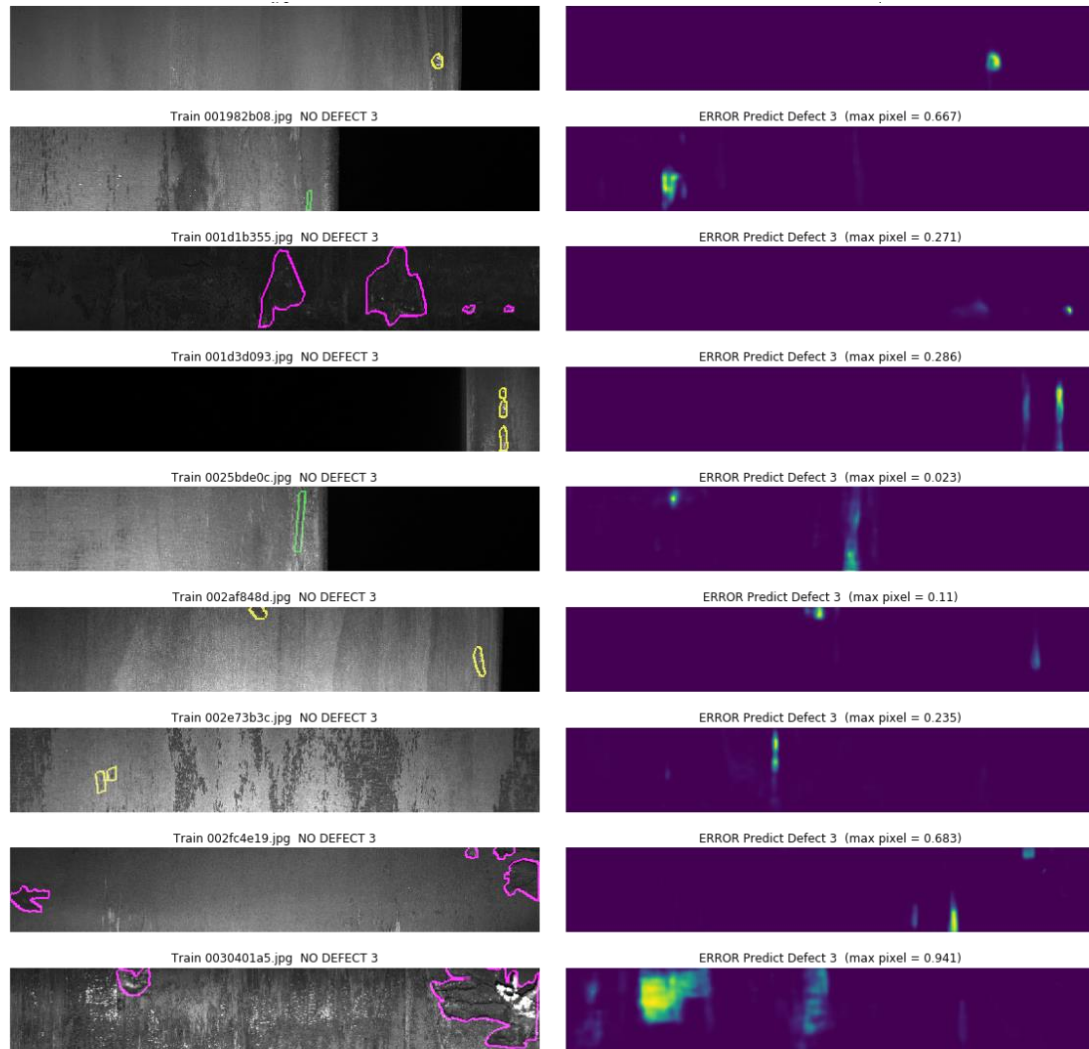 Train 001982b08.jpg NO DEFECT 3
ERROR Predict Defect 3 (max pixel = 0.667)
Train 001d1b355.jpg NO DEFECT 3
ERROR Predict Defect 3 (max pixel = 0.271)
Train 001d3d093.jpg NO DEFECT 3
ERROR Predict Defect 3 (max pixel = 0.286)
Train 0025bde0c.jpg NO DEFECT 3
ERROR Predict Defect 3 (max pixel = 0.023)
Train 002af848d.jpg NO DEFECT 3
ERROR Predict Defect 3 (max pixel = 0.11)
Train 002e73b3c.jpg NO DEFECT 3
ERROR Predict Defect 3 (max pixel = 0.235)
Train 002fc4e19.jpg NO DEFECT 3
ERROR Predict Defect 3 (max pixel = 0.683)
Train 0030401a5.jpg NO DEFECT 3
ERROR Predict Defect 3 (max pixel = 0.941)